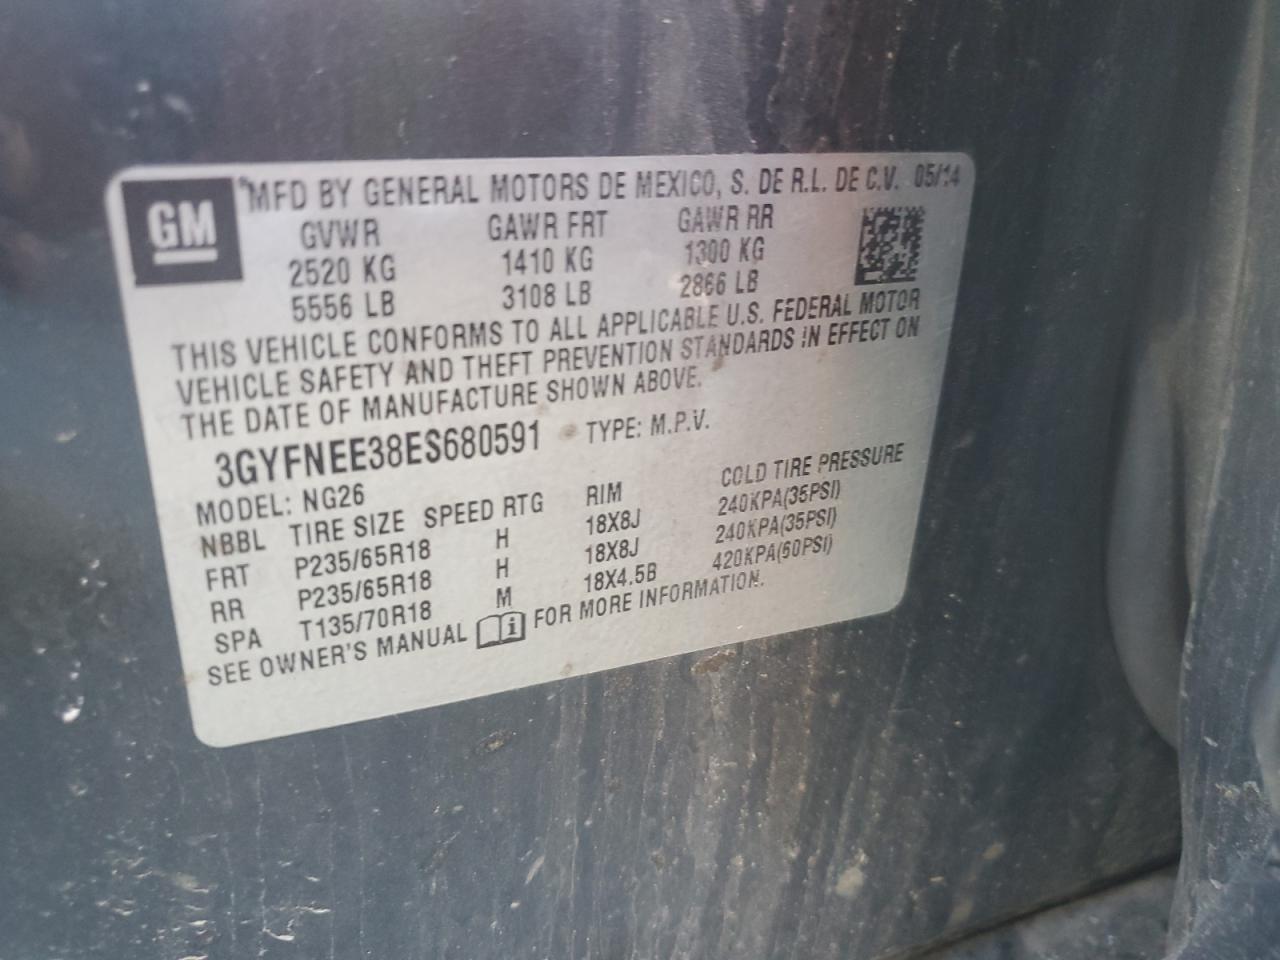 GM
*MFD BY GENERAL MOTORS DE MEXICO, S. DE R.L. DE C.V. 05/14
GVWR GAWR FRT GAWR RR
2520 KG 1410 KG 1300 KG
5556 LB 3108 LB 2866 LB
THIS VEHICLE CONFORMS TO ALL APPLICABLE U.S. FEDERAL MOTOR
VEHICLE SAFETY AND THEFT PREVENTION STANDARDS IN EFFECT ON
THE DATE OF MANUFACTURE SHOWN ABOVE.
3GYFNEE38ES680591 TYPE: M.P.V.
MODEL: NG26
NBBL TIRE SIZE SPEED RTG RIM COLD TIRE PRESSURE
FRT P235/65R18 H 18X8J 240KPA(35PSI)
RR P235/65R18 H 18X8J 240KPA(35PSI)
SPA T135/70R18 M 18X4.5B 420KPA(60PSI)
SEE OWNER'S MANUAL i FOR MORE INFORMATION.